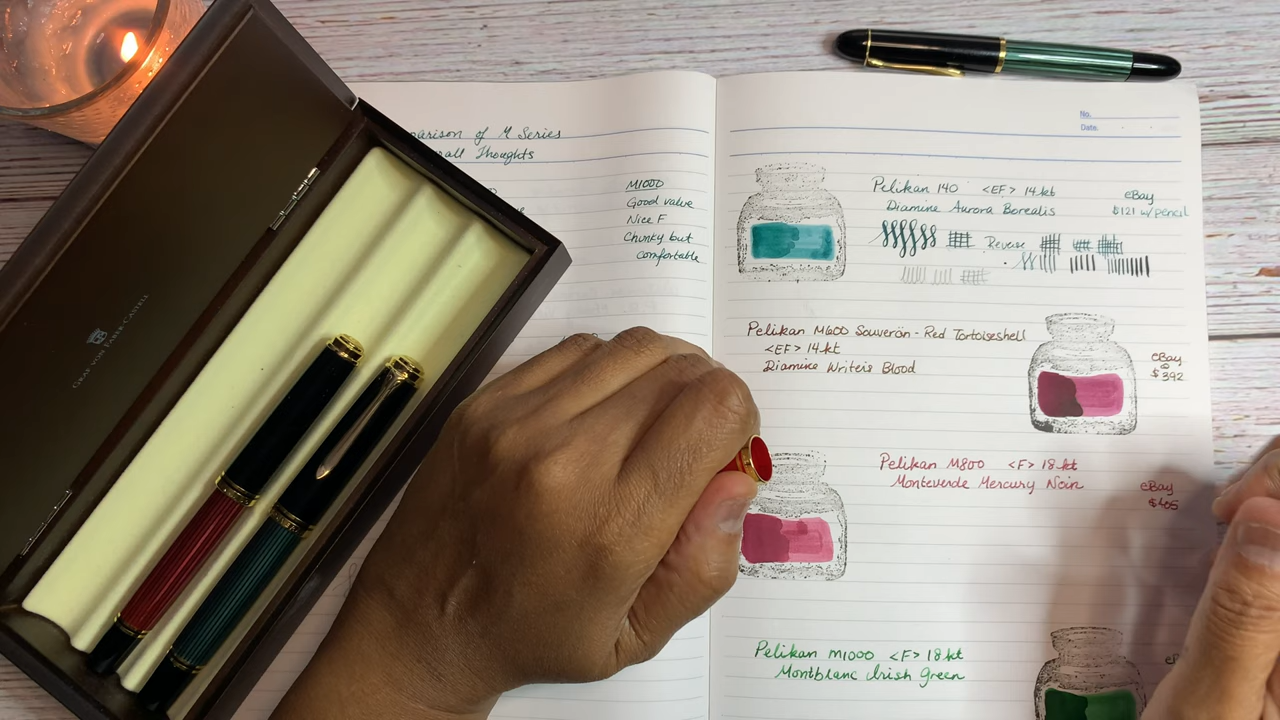 GRAF VON FABER-CASTELL
parison of M Series
rall Thoughts
M1000
Good value
Nice F
Chunky but
comfortable
No.
Date:
Pelikan 140 <EF> 14kt
Diamine Aurora Borealis
eBay
$121 w/pencil
Reverse
Pelikan M600 Souverän - Red Tortoiseshell
<EF> 14kt
Diamine Writer's Blood
eBay
$392
Pelikan M800 <F> 18kt
Monteverde Mercury Noir
eBay
$405
Pelikan M1000 <F> 18kt
Montblanc Irish Green